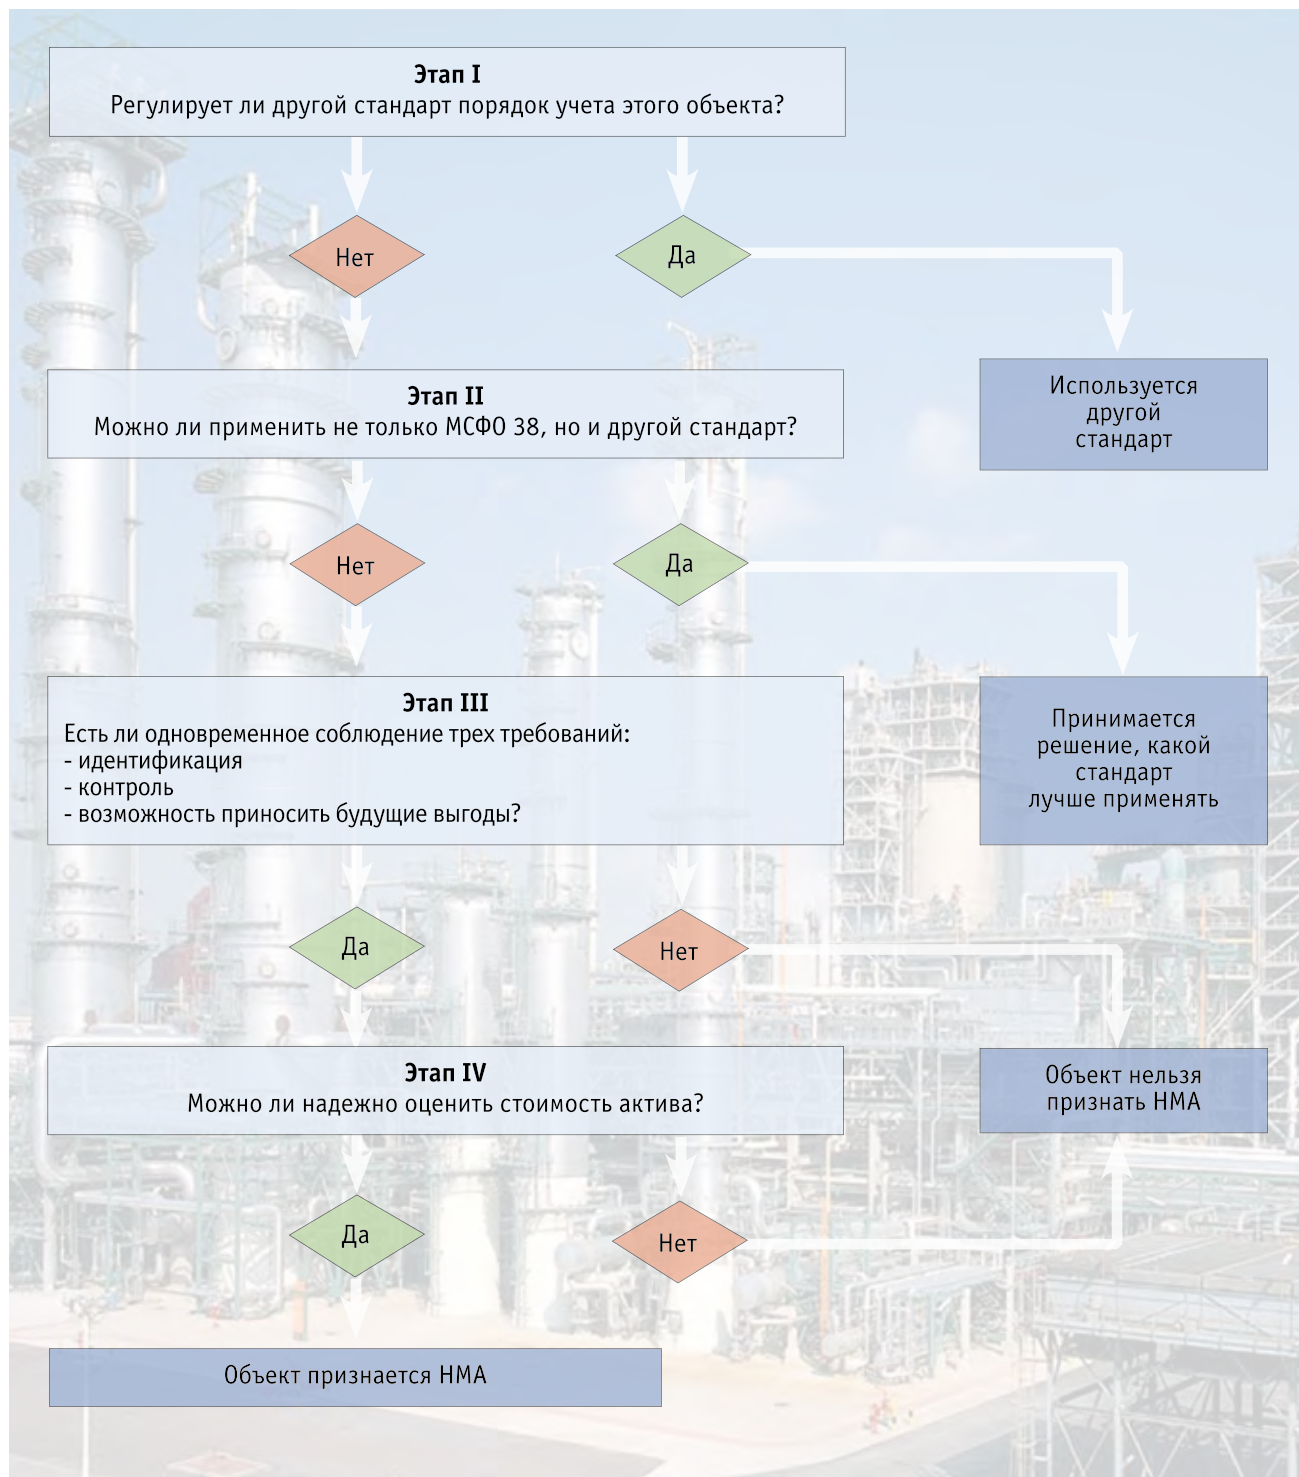 Этап I
Регулирует ли другой стандарт порядок учета этого объекта?
Нет
Да
Используется
другой
стандарт
Этап II
Можно ли применить не только МСФО 38, но и другой стандарт?
Нет
Да
Принимается
решение, какой
стандарт
лучше применять
Этап III
Есть ли одновременное соблюдение трех требований:
- идентификация
- контроль
- возможность приносить будущие выгоды?
Да
Нет
Объект нельзя
признать НМА
Этап IV
Можно ли надежно оценить стоимость актива?
Да
Нет
Объект признается НМА